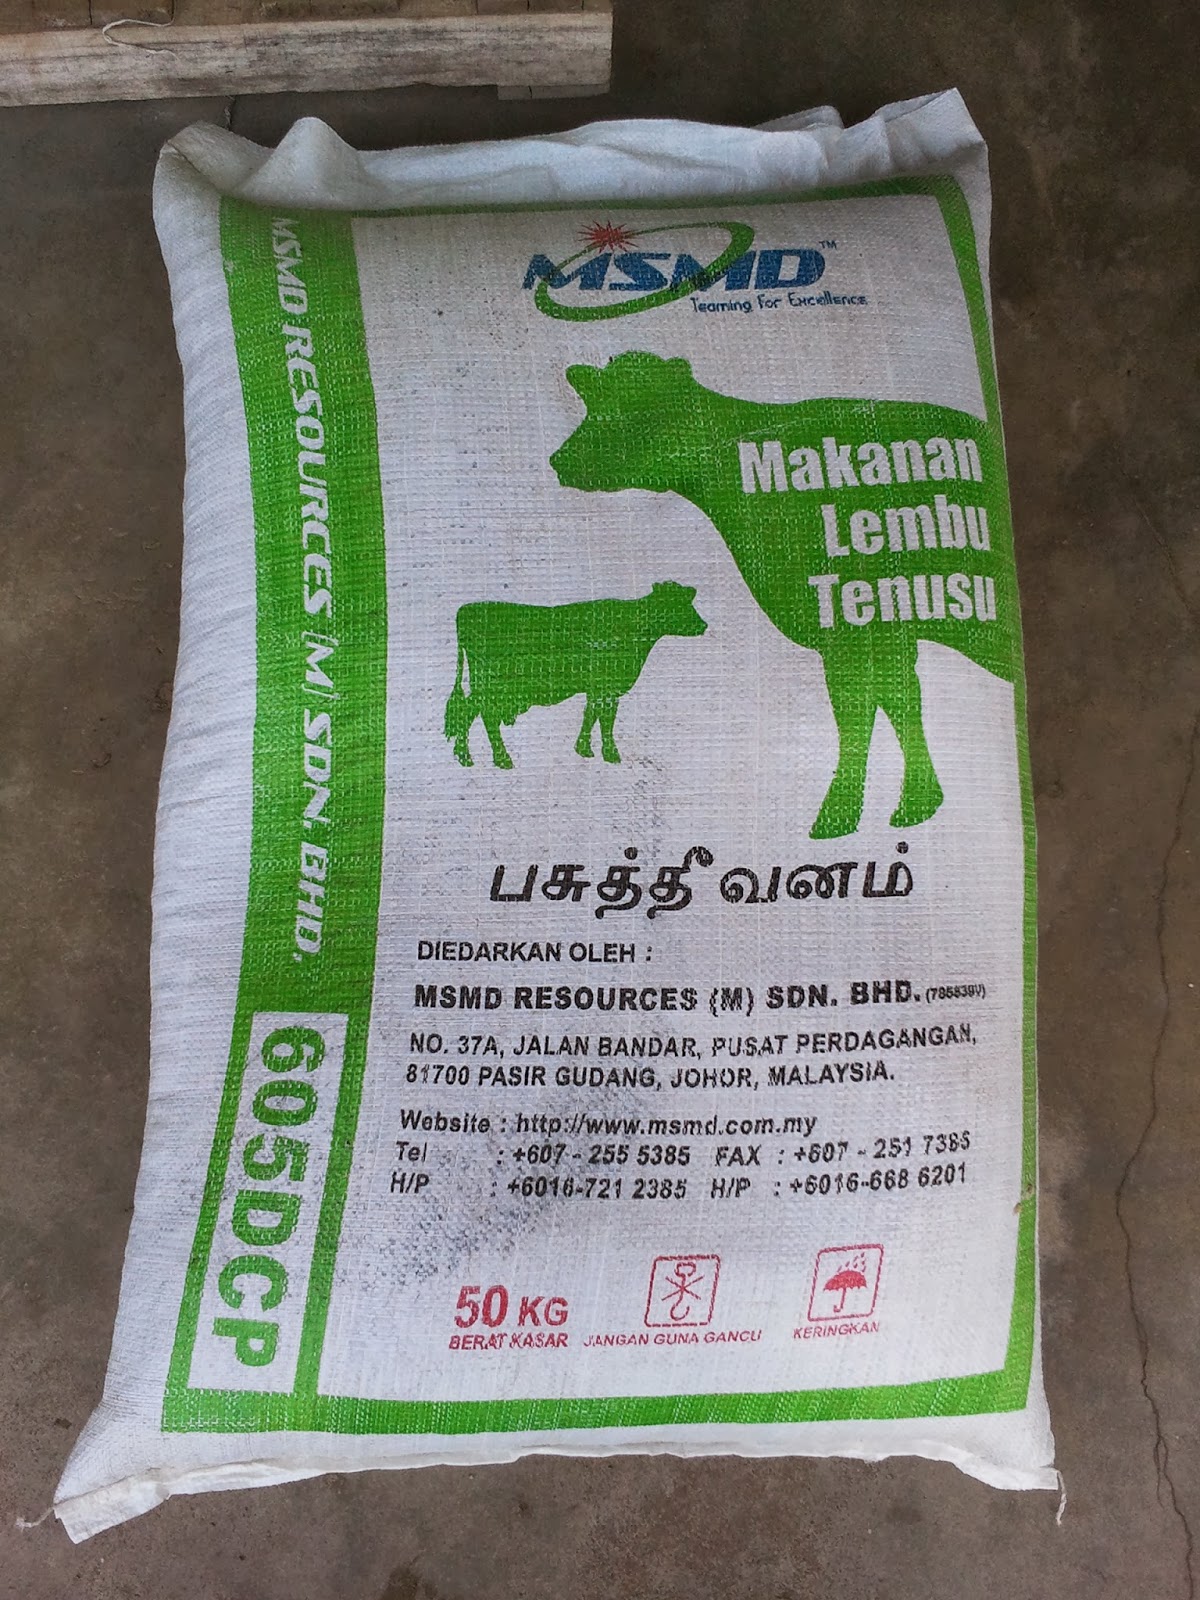 MSMD™
Teaming For Excellence
MSMD RESOURCES (M) SDN. BHD.
Makanan
Lembu
Tenusu
பசுத்தீவனம்
DIEDARKAN OLEH :
MSMD RESOURCES (M) SDN. BHD. (785539V)
NO. 37A, JALAN BANDAR, PUSAT PERDAGANGAN,
81700 PASIR GUDANG, JOHOR, MALAYSIA.
Website : http://www.msmd.com.my
Tel : +607 - 255 5385 FAX : +607 - 251 7385
H/P : +6016-721 2385 H/P : +6016-668 6201
605DCP
50 KG
BERAT KASAR
JANGAN GUNA GANCU
KERINGKAN